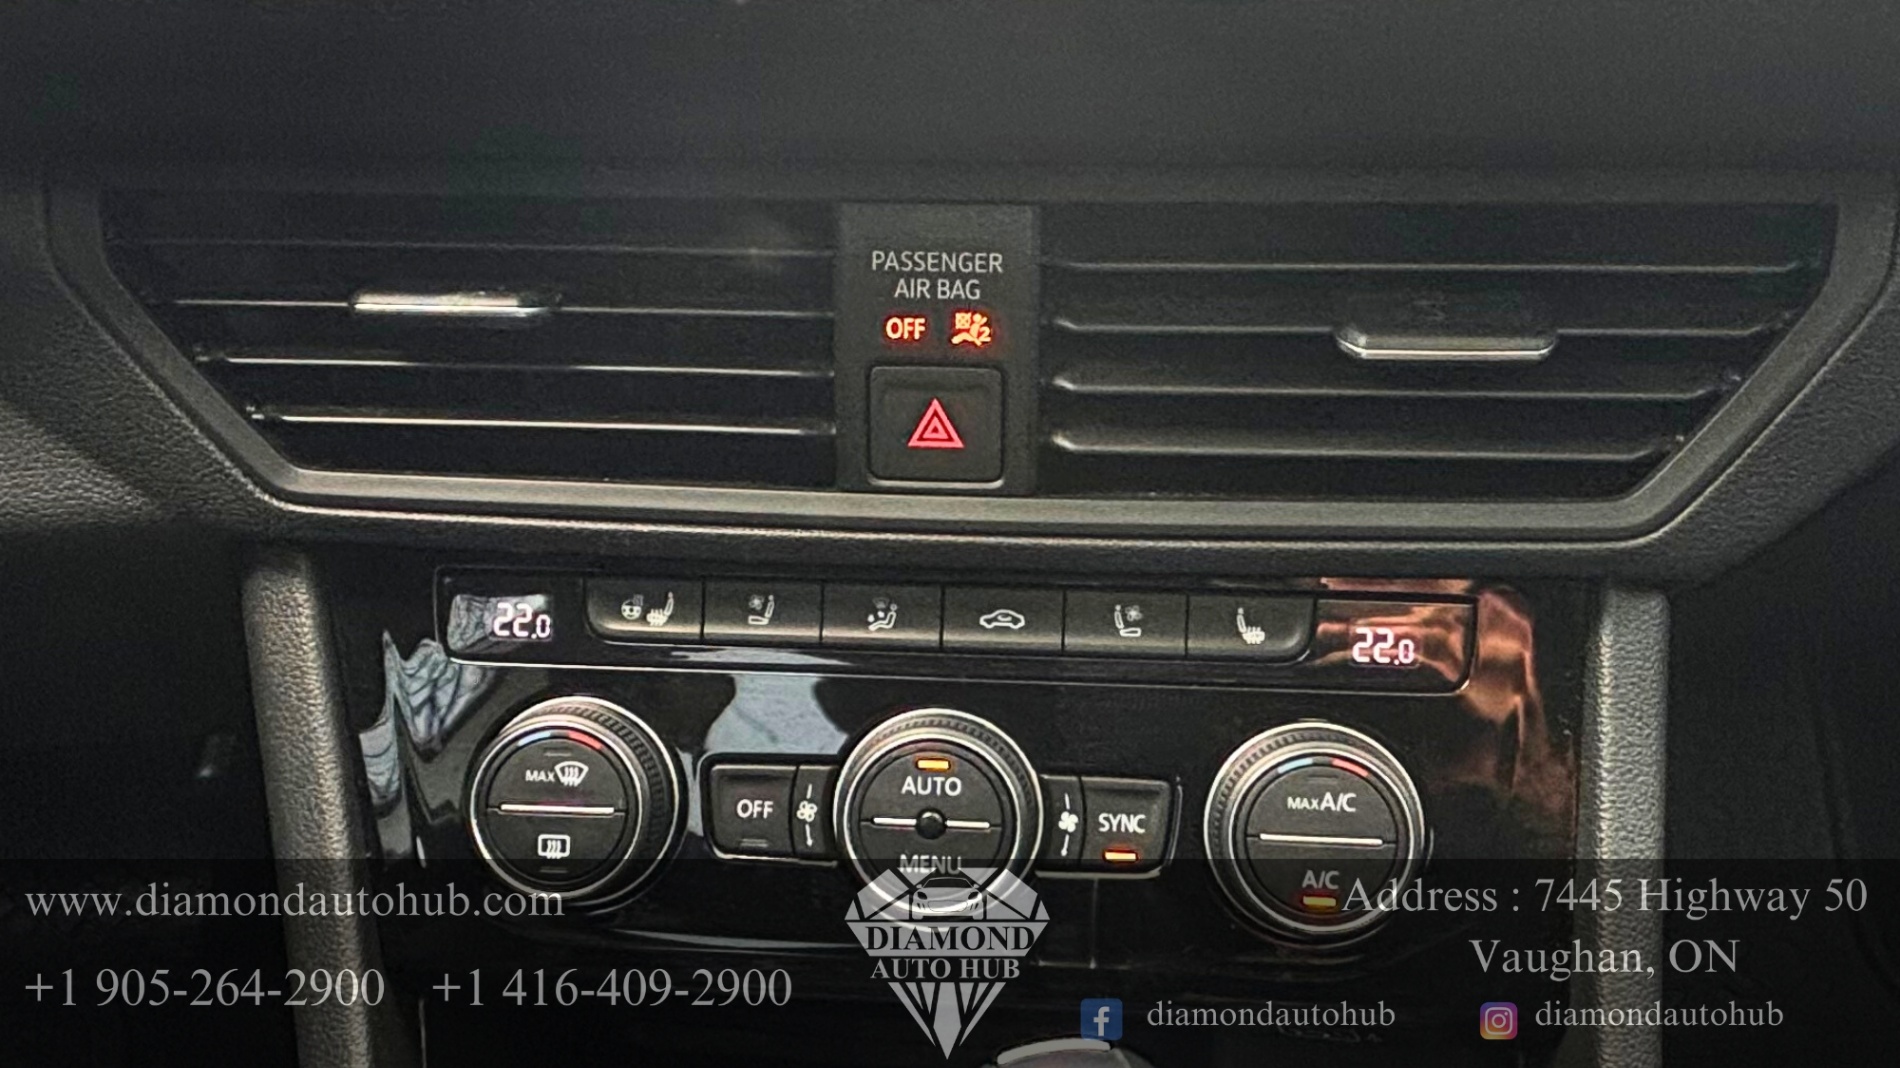 PASSENGER
AIR BAG
OFF
2
22.0
22.0
MAX
OFF
AUTO
MENU
SYNC
MAX A/C
A/C
www.diamondautohub.com
+1 905-264-2900 +1 416-409-2900
DIAMOND
AUTO HUB
Address : 7445 Highway 50
Vaughan, ON
diamondautohub
diamondautohub